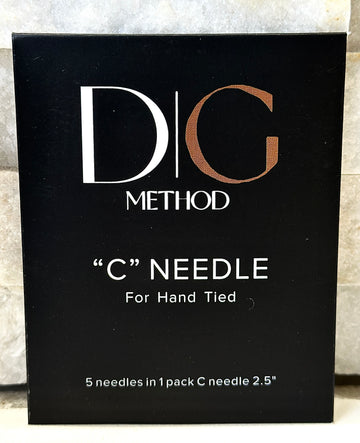 D|G
METHOD
“C” NEEDLE
For Hand Tied
5 needles in 1 pack C needle 2.5"